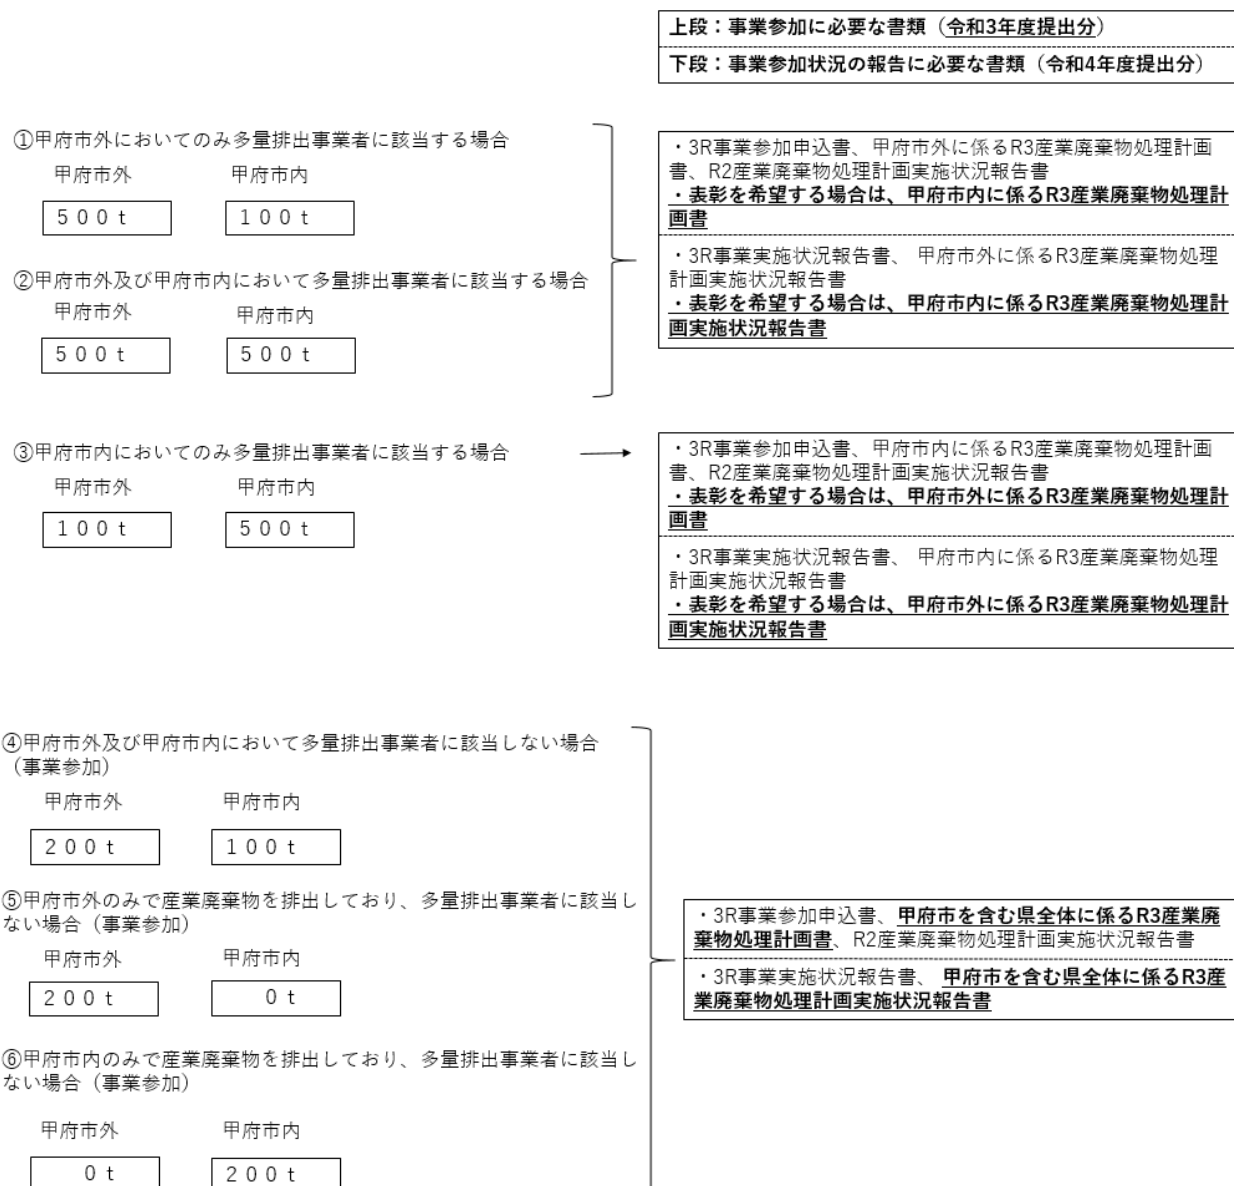 上段：事業参加に必要な書類（令和3年度提出分）
下段：事業参加状況の報告に必要な書類（令和4年度提出分）
①甲府市外においてのみ多量排出事業者に該当する場合
甲府市外 甲府市内
５００ｔ １００ｔ
②甲府市外及び甲府市内において多量排出事業者に該当する場合
甲府市外 甲府市内
５００ｔ ５００ｔ
・3R事業参加申込書、甲府市外に係るR3産業廃棄物処理計画
書、R2産業廃棄物処理計画実施状況報告書
・表彰を希望する場合は、甲府市内に係るR3産業廃棄物処理計
画書
・3R事業実施状況報告書、 甲府市外に係るR3産業廃棄物処理
計画実施状況報告書
・表彰を希望する場合は、甲府市内に係るR3産業廃棄物処理計
画実施状況報告書
③甲府市内においてのみ多量排出事業者に該当する場合
甲府市外 甲府市内
１００ｔ ５００ｔ
・3R事業参加申込書、甲府市内に係るR3産業廃棄物処理計画
書、R2産業廃棄物処理計画実施状況報告書
・表彰を希望する場合は、甲府市外に係るR3産業廃棄物処理計
画書
・3R事業実施状況報告書、 甲府市内に係るR3産業廃棄物処理
計画実施状況報告書
・表彰を希望する場合は、甲府市外に係るR3産業廃棄物処理計
画実施状況報告書
④甲府市外及び甲府市内において多量排出事業者に該当しない場合
（事業参加）
甲府市外 甲府市内
２００ｔ １００ｔ
⑤甲府市外のみで産業廃棄物を排出しており、多量排出事業者に該当し
ない場合（事業参加）
甲府市外 甲府市内
２００ｔ ０ｔ
⑥甲府市内のみで産業廃棄物を排出しており、多量排出事業者に該当し
ない場合（事業参加）
甲府市外 甲府市内
０ｔ ２００ｔ
・3R事業参加申込書、甲府市を含む県全体に係るR3産業廃
棄物処理計画書、R2産業廃棄物処理計画実施状況報告書
・3R事業実施状況報告書、 甲府市を含む県全体に係るR3産
業廃棄物処理計画実施状況報告書